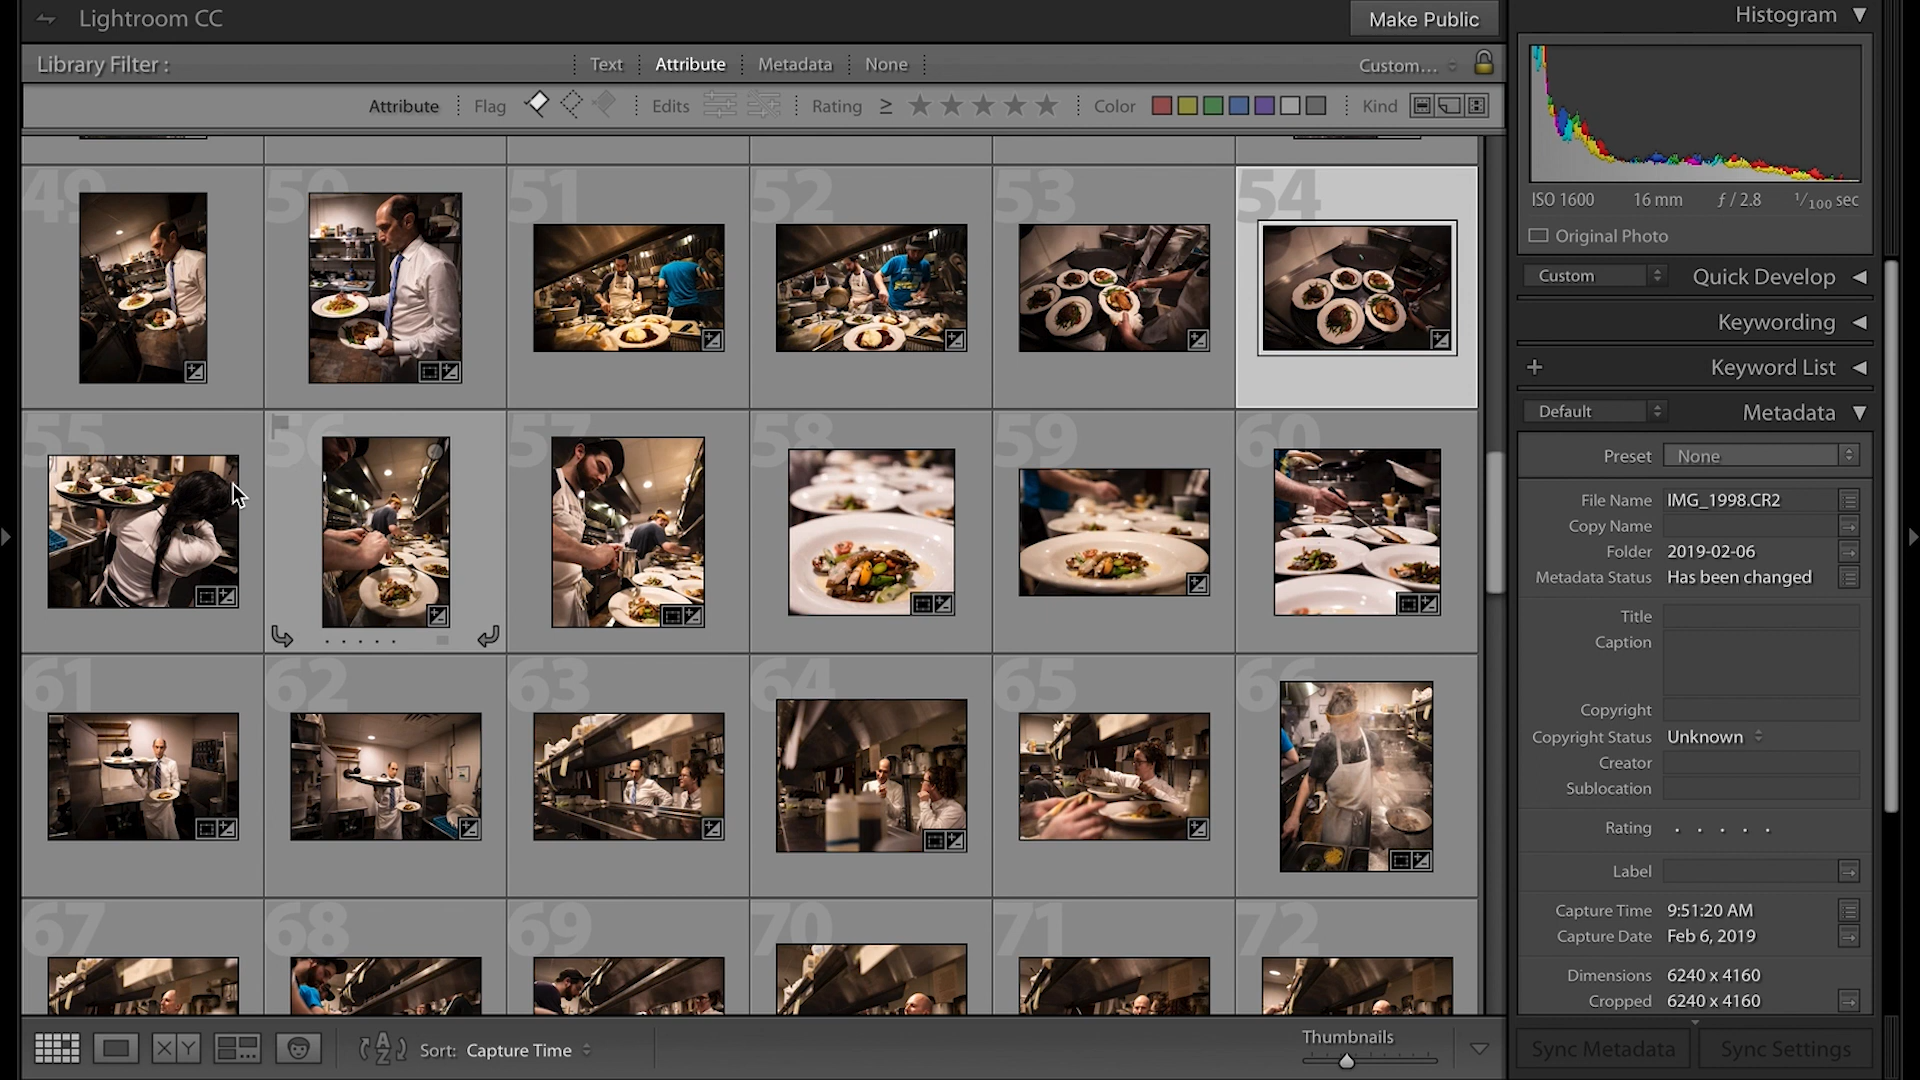 Lightroom CC
Make Public
Histogram
Library Filter :
Text
Attribute
Metadata
None
Custom...
Attribute
Flag
Edits
Rating
≥
Color
Kind
ISO 1600
16 mm
ƒ / 2.8
1/100 sec
Original Photo
Custom
Quick Develop
Keywording
Keyword List
Default
Metadata
Preset
None
File Name
IMG_1998.CR2
Copy Name
Folder
2019-02-06
Metadata Status
Has been changed
Title
Caption
Copyright
Copyright Status
Unknown
Creator
Sublocation
Rating
Label
Capture Time
9:51:20 AM
Capture Date
Feb 6, 2019
Dimensions
6240 x 4160
Cropped
6240 x 4160
Sync Metadata
Sync Settings
49
50
51
52
53
54
55
56
57
58
59
60
61
62
63
64
65
66
67
68
69
70
71
72
X Y
A
Z
Sort:
Capture Time
Thumbnails